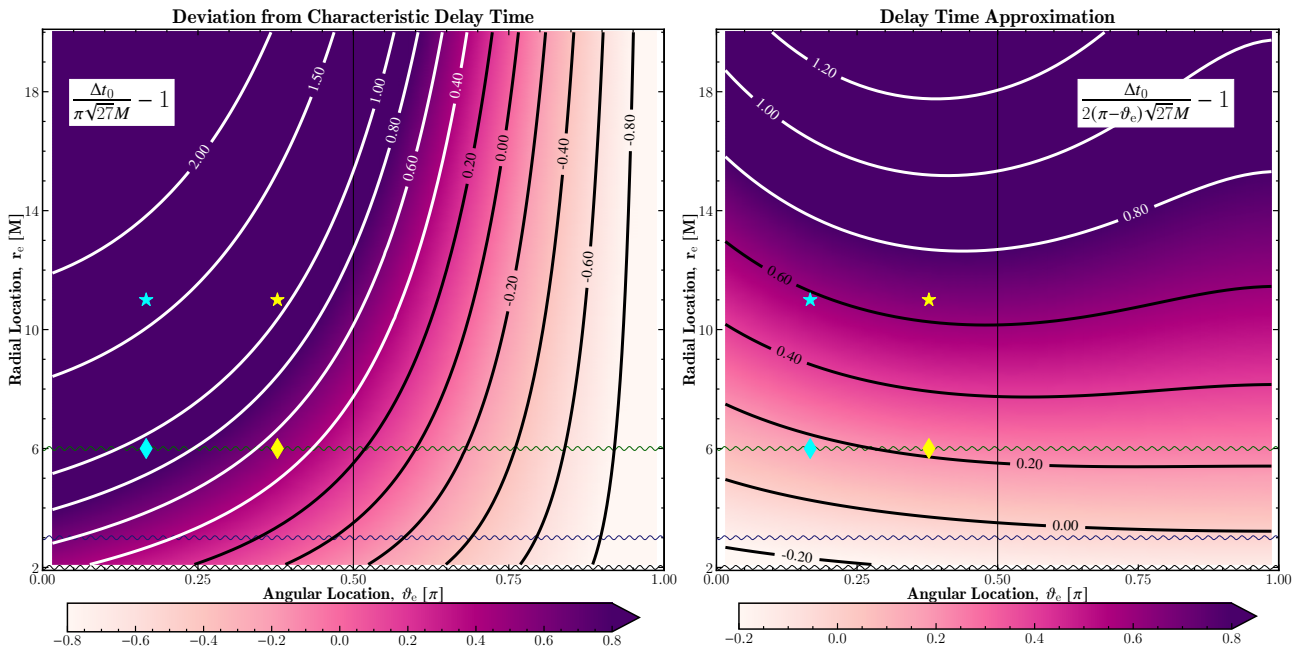 Deviation from Characteristic Delay Time
Δt₀ / π√27M − 1
Radial Location, rₑ [M]
18
14
10
6
2
2.00
1.50
1.00
0.80
0.60
0.40
0.20
0.00
-0.20
-0.40
-0.60
-0.80
0.00 0.25 0.50 0.75 1.00
Angular Location, ϑₑ [π]
−0.8 −0.6 −0.4 −0.2 0.0 0.2 0.4 0.6 0.8
Delay Time Approximation
Δt₀ / 2(π−ϑₑ)√27M − 1
Radial Location, rₑ [M]
18
14
10
6
2
1.20
1.00
0.80
0.60
0.40
0.20
0.00
-0.20
0.00 0.25 0.50 0.75 1.00
Angular Location, ϑₑ [π]
−0.2 0.0 0.2 0.4 0.6 0.8